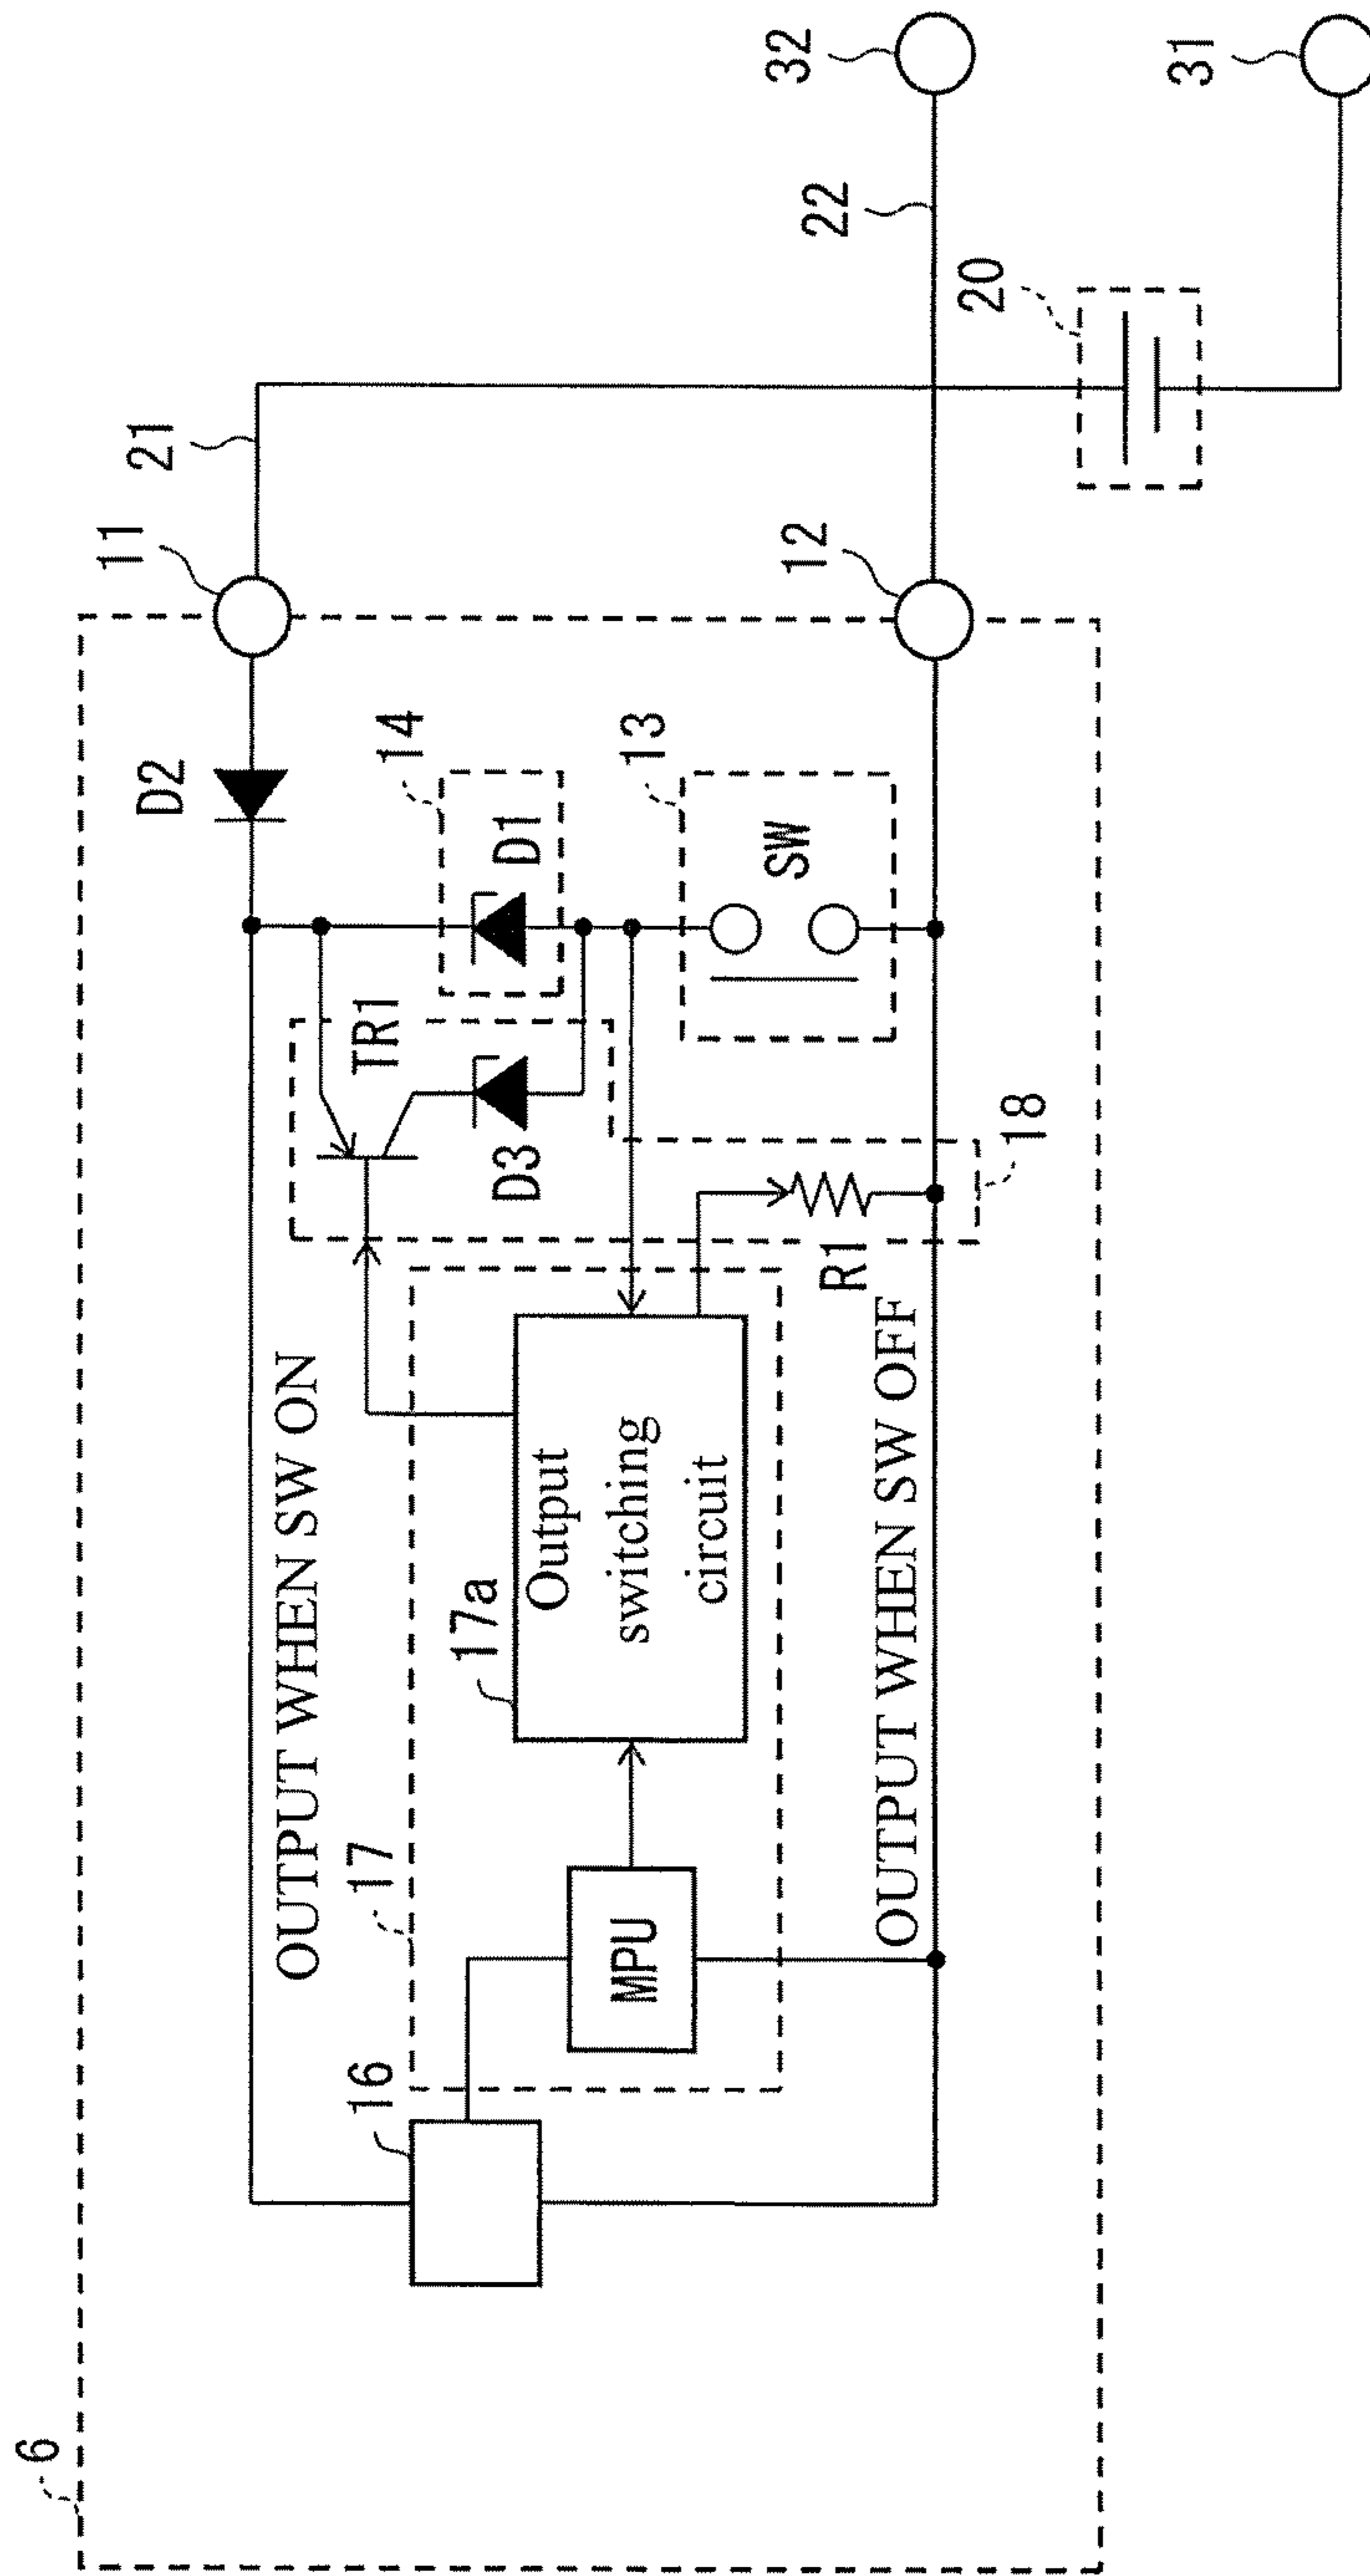 6
D2
11
21
OUTPUT WHEN SW ON
TR1
14
D1
D3
16
17
17a
Output
switching
circuit
MPU
13
SW
R1
18
OUTPUT WHEN SW OFF
12
20
22
32
31